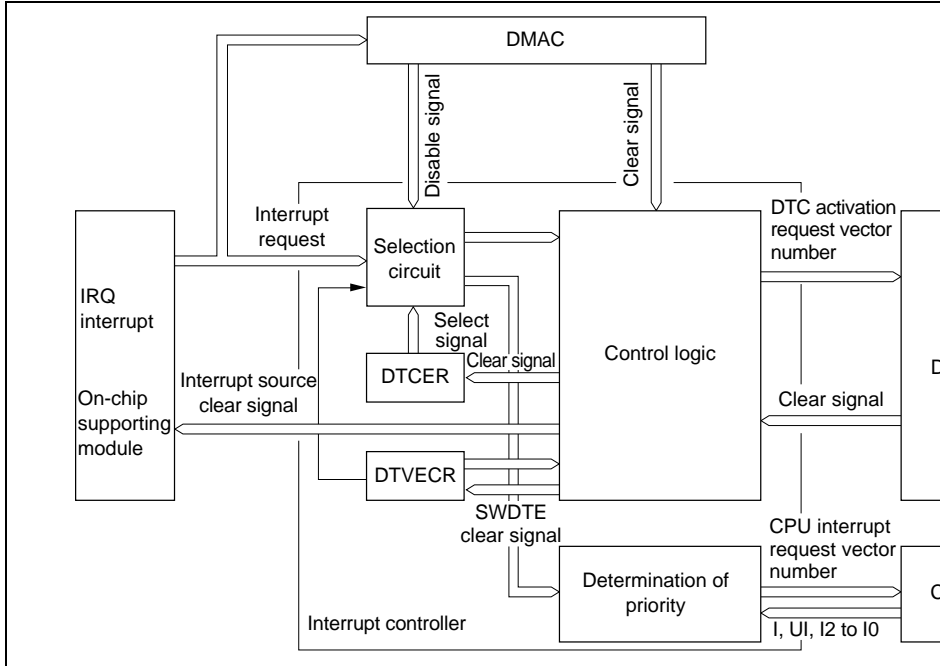 DMAC
Disable signal
Clear signal
Interrupt
request
Selection
circuit
DTC activation
request vector
number
IRQ
interrupt
On-chip
supporting
module
Select
signal
Clear signal
DTCER
Control logic
D
Interrupt source
clear signal
Clear signal
DTVECR
SWDTE
clear signal
CPU interrupt
request vector
number
Determination of
priority
C
I, UI, I2 to I0
Interrupt controller